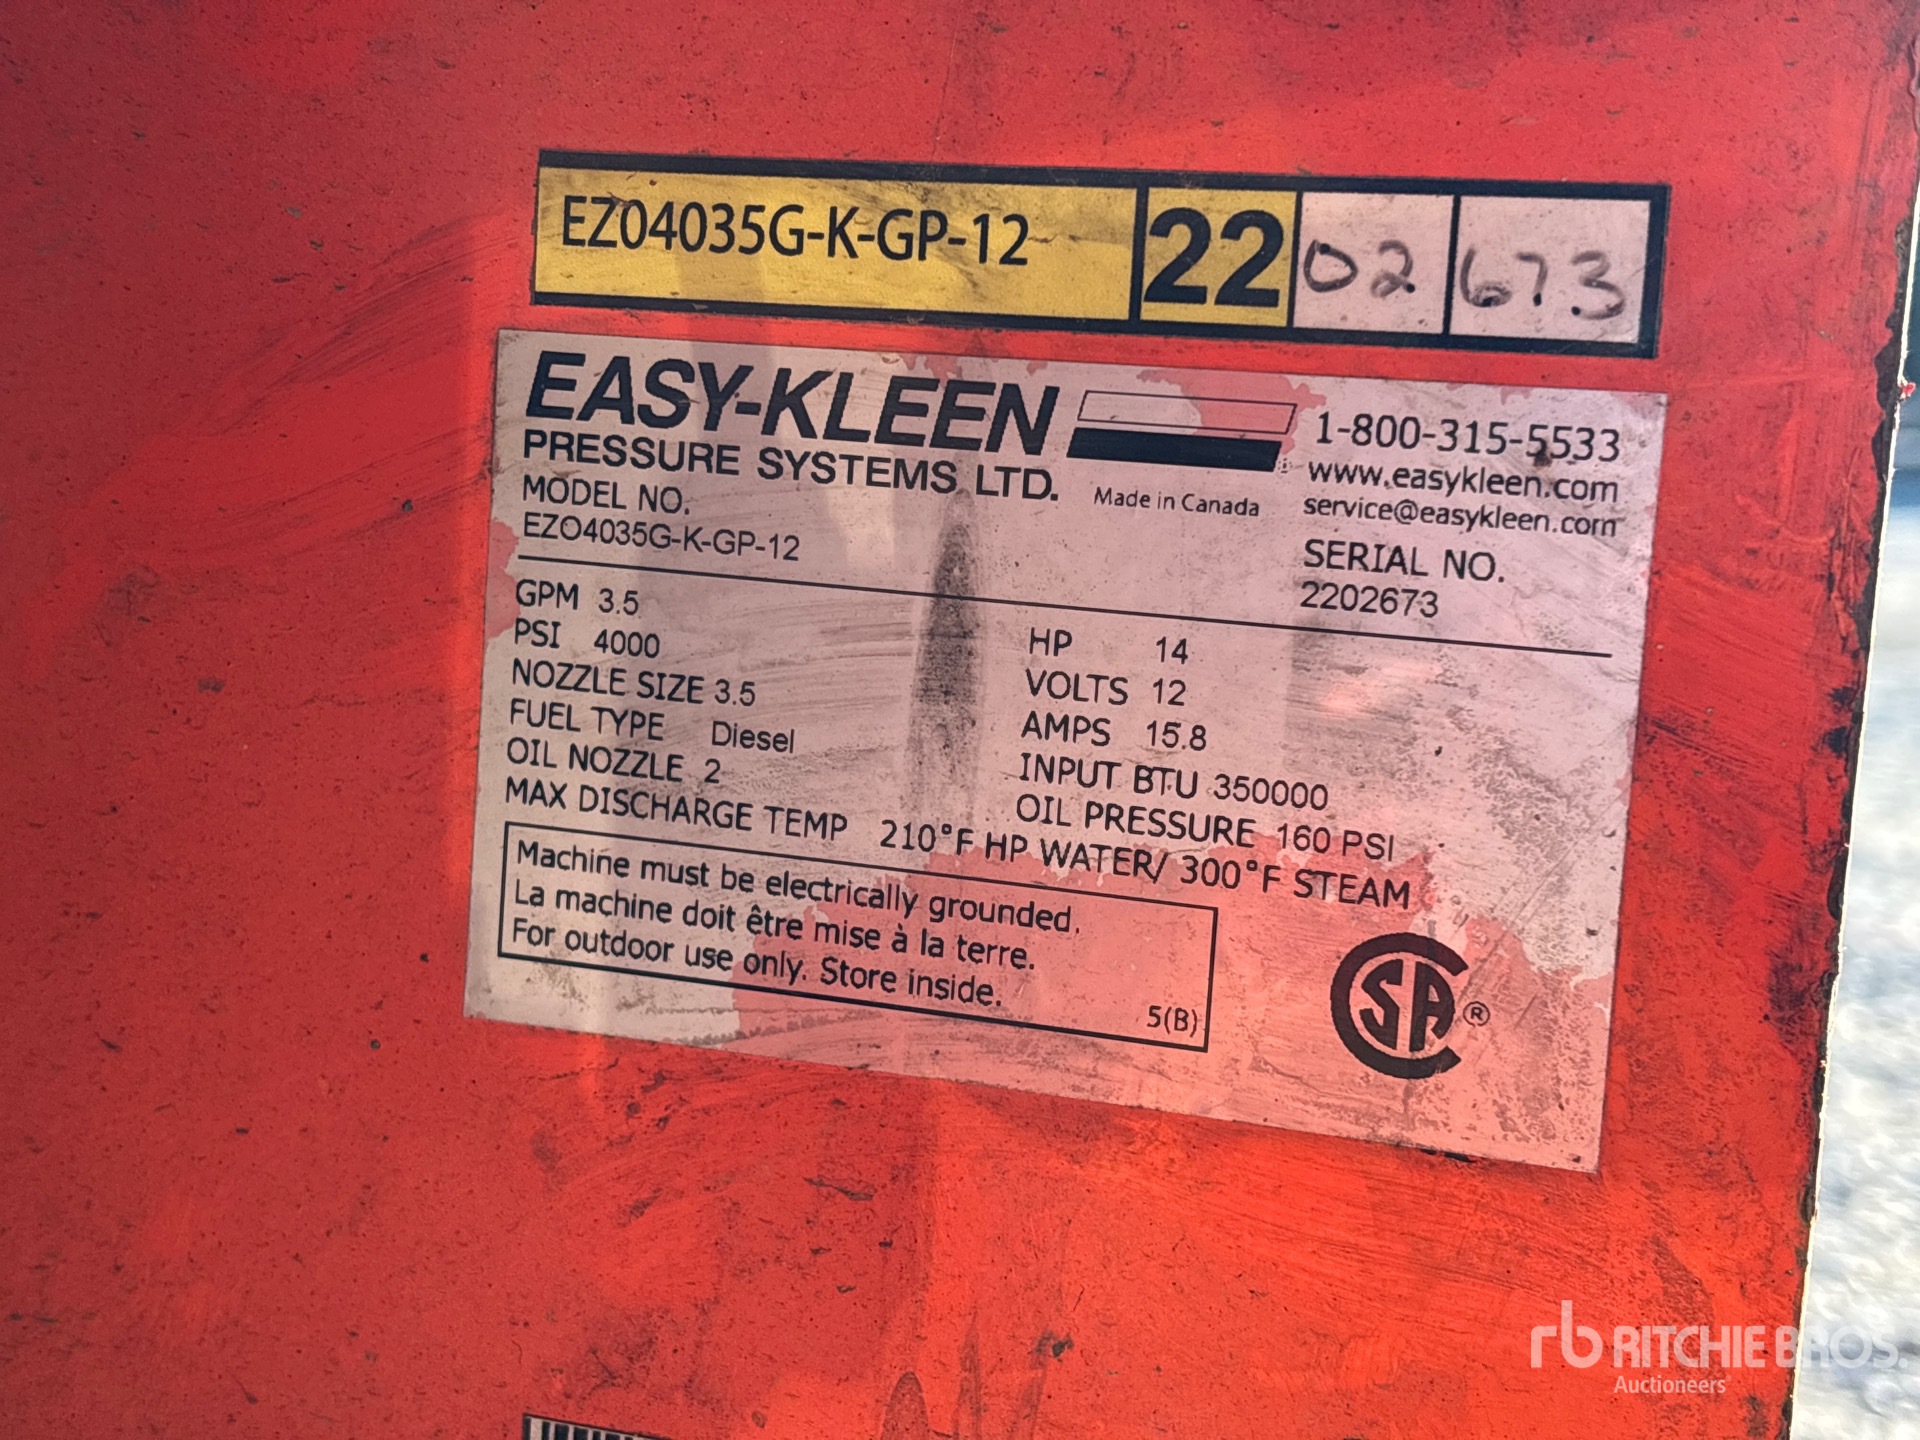 EZO4035G-K-GP-12 22 02 673
EASY-KLEEN
PRESSURE SYSTEMS LTD.
Made in Canada
1-800-315-5533
www.easykleen.com
service@easykleen.com
MODEL NO.
EZO4035G-K-GP-12
SERIAL NO.
2202673
GPM 3.5
PSI 4000
NOZZLE SIZE 3.5
FUEL TYPE Diesel
OIL NOZZLE 2
HP 14
VOLTS 12
AMPS 15.8
INPUT BTU 350000
OIL PRESSURE 160 PSI
MAX DISCHARGE TEMP 210°F HP WATER/ 300°F STEAM
Machine must be electrically grounded.
La machine doit être mise à la terre.
For outdoor use only. Store inside.
5(B)
CSA ®
rb RITCHIE BROS.
Auctioneers